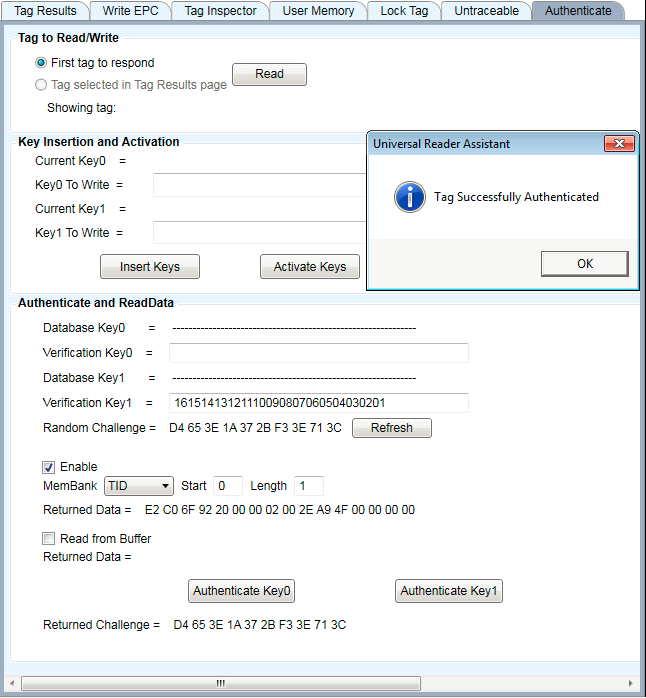 Tag Results Write EPC Tag Inspector User Memory Lock Tag Untraceable Authenticate
Tag to Read/Write
First tag to respond
Read
Tag selected in Tag Results page
Showing tag:
Key Insertion and Activation
Current Key0 =
Key0 To Write =
Current Key1 =
Key1 To Write =
Insert Keys Activate Keys
Universal Reader Assistant
Tag Successfully Authenticated
OK
Authenticate and ReadData
Database Key0 = -------------------------------------------------------------
Verification Key0 =
Database Key1 = -------------------------------------------------------------
Verification Key1 = 16151413121110090807060504030201
Random Challenge = D4 65 3E 1A 37 2B F3 3E 71 3C Refresh
Enable
MemBank TID Start 0 Length 1
Returned Data = E2 C0 6F 92 20 00 00 02 00 2E A9 4F 00 00 00 00
Read from Buffer
Returned Data =
Authenticate Key0 Authenticate Key1
Returned Challenge = D4 65 3E 1A 37 2B F3 3E 71 3C